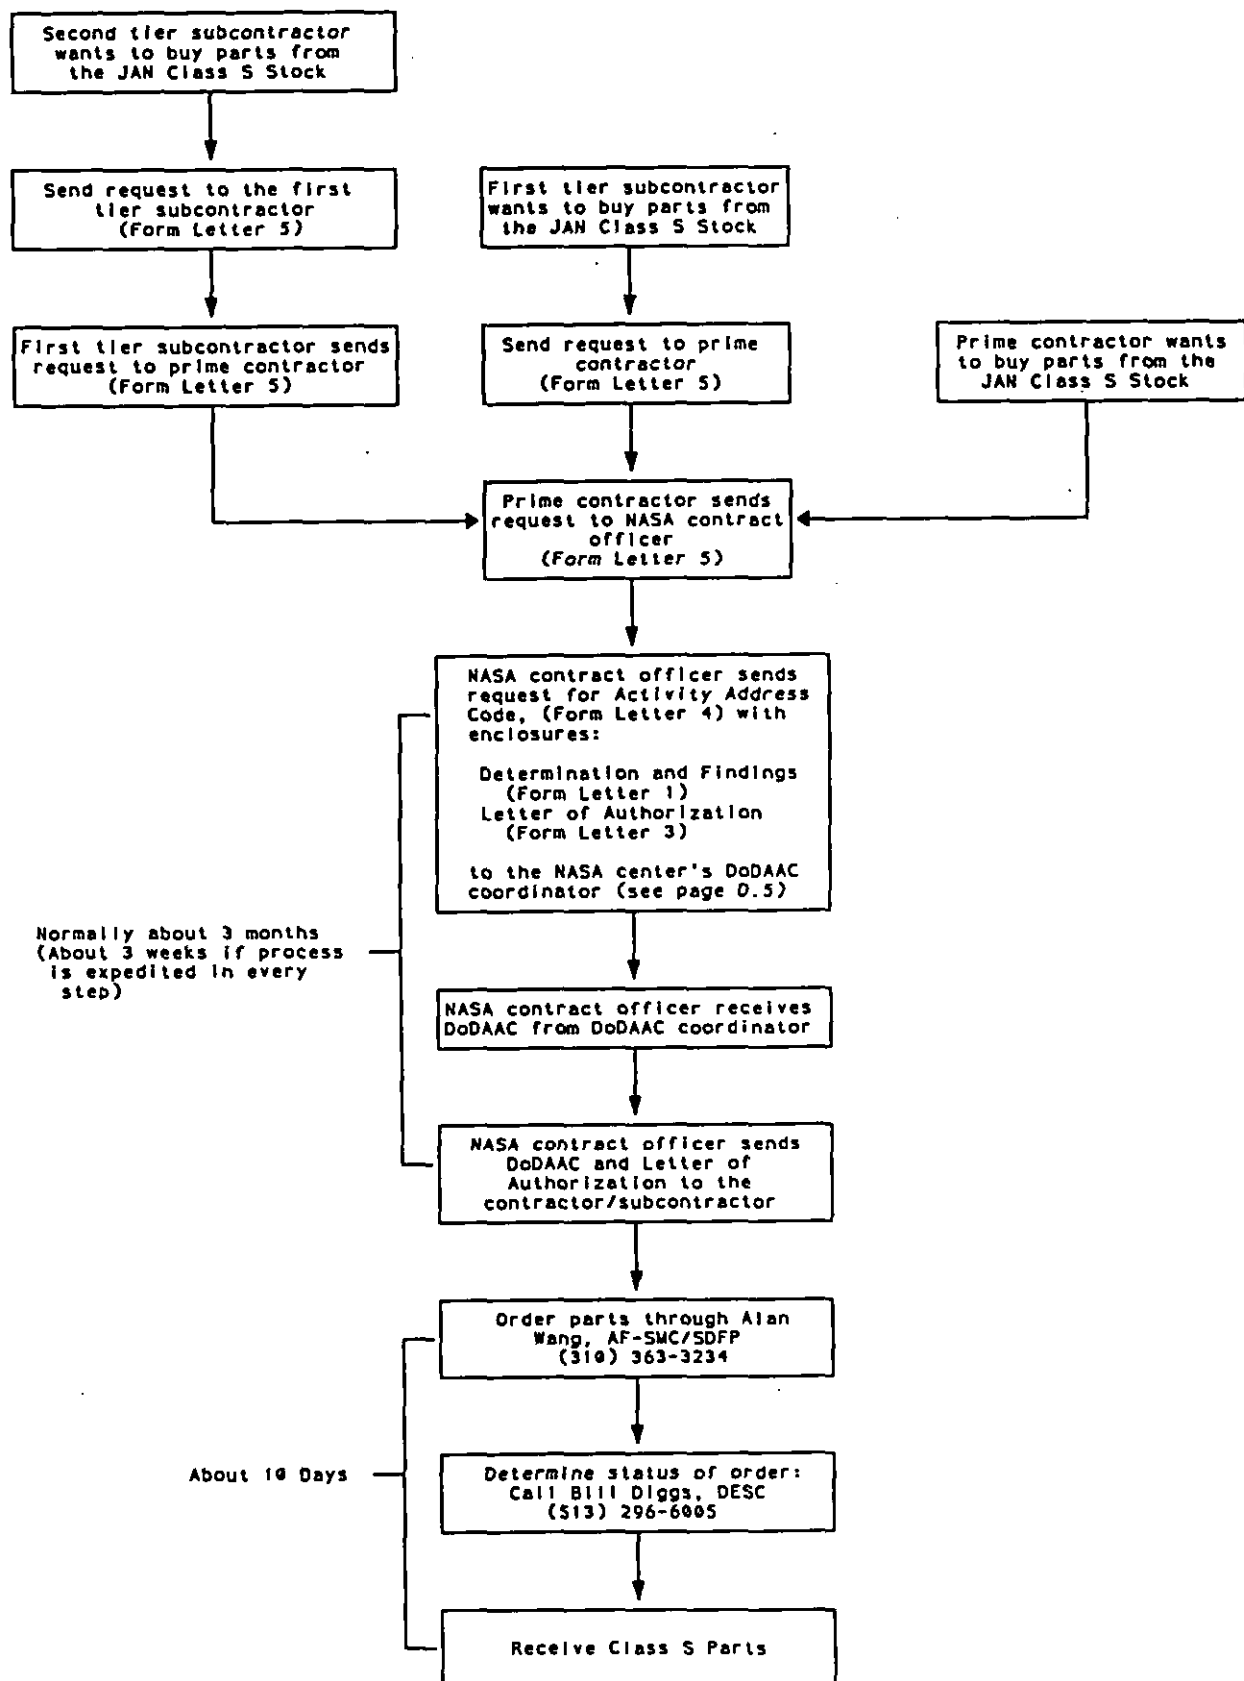 Second tier subcontractor
wants to buy parts from
the JAN Class S Stock
Send request to the first
tier subcontractor
(Form Letter 5)
First tier subcontractor
wants to buy parts from
the JAN Class S Stock
First tier subcontractor sends
request to prime contractor
(Form Letter 5)
Send request to prime
contractor
(Form Letter 5)
Prime contractor wants
to buy parts from the
JAN Class S Stock
Prime contractor sends
request to NASA contract
officer
(Form Letter 5)
NASA contract officer sends
request for Activity Address
Code, (Form Letter 4) with
enclosures:
Determination and Findings
(Form Letter 1)
Letter of Authorization
(Form Letter 3)
to the NASA center's DoDAAC
coordinator (see page D.5)
Normally about 3 months
(About 3 weeks if process
is expedited in every
step)
NASA contract officer receives
DoDAAC from DoDAAC coordinator
NASA contract officer sends
DoDAAC and Letter of
Authorization to the
contractor/subcontractor
Order parts through Alan
Wang, AF-SMC/SDFP
(310) 363-3234
About 10 Days
Determine status of order:
Call Bill Diggs, DESC
(513) 296-6005
Receive Class S Parts